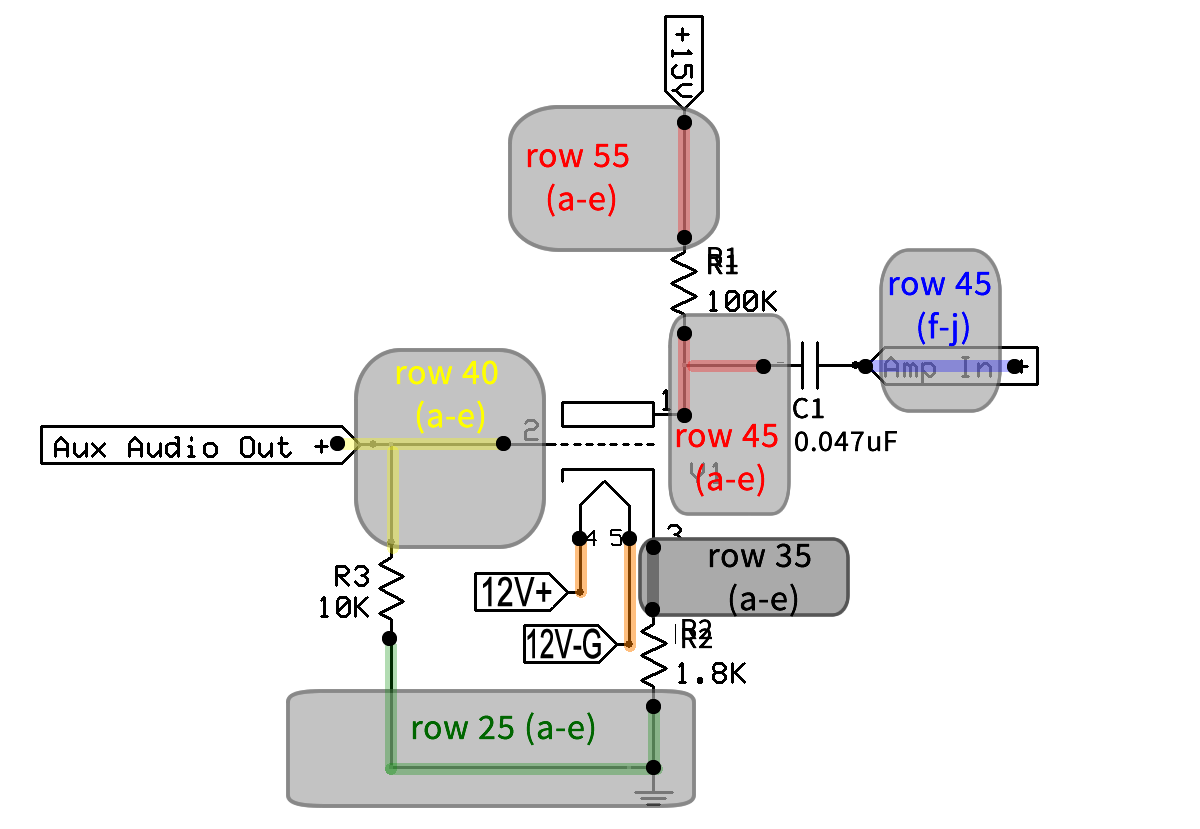 +15V
row 55
(a-e)
R1
R1
100K
row 45
(f-j)
Amp In +
row 40
(a-e)
1
C1
2
row 45
Aux Audio Out +
0.047uF
V1
(a-e)
3
4 5
row 35
R3
12V+
(a-e)
10K
R2
R2
12V-G
1.8K
row 25 (a-e)